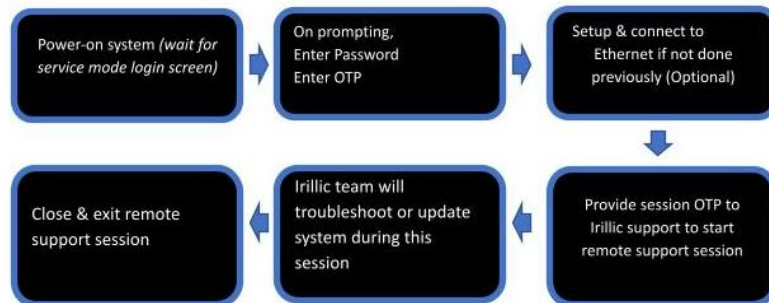 Power-on system (wait for
service mode login screen)
On prompting,
Enter Password
Enter OTP
Setup & connect to
Ethernet if not done
previously (Optional)
Provide session OTP to
Irillic support to start
remote support session
Irillic team will
troubleshoot or update
system during this
session
Close & exit remote
support session